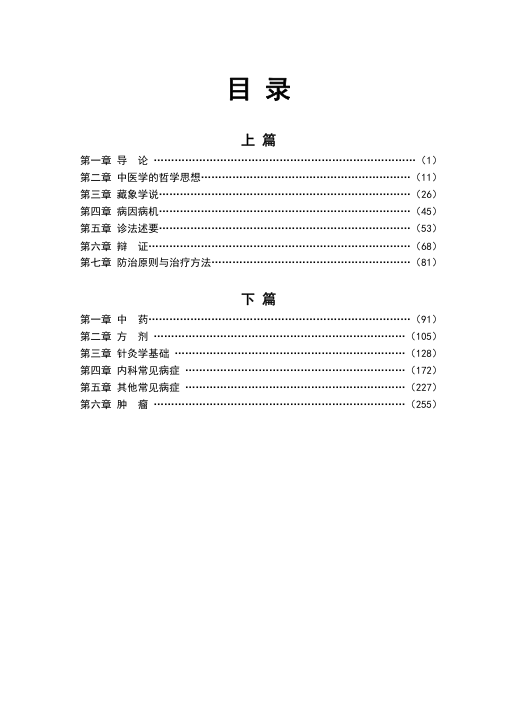 目 录
上 篇
第一章 导　论 ……………………………………………………………（1）
第二章 中医学的哲学思想……………………………………………………（11）
第三章 藏象学说………………………………………………………………（26）
第四章 病因病机………………………………………………………………（45）
第五章 诊法述要………………………………………………………………（53）
第六章 辩　证…………………………………………………………………（68）
第七章 防治原则与治疗方法…………………………………………………（81）
下 篇
第一章 中　药…………………………………………………………………（91）
第二章 方　剂 ………………………………………………………………（105）
第三章 针灸学基础 …………………………………………………………（128）
第四章 内科常见病症 ………………………………………………………（172）
第五章 其他常见病症 ………………………………………………………（227）
第六章 肿　瘤 ………………………………………………………………（255）